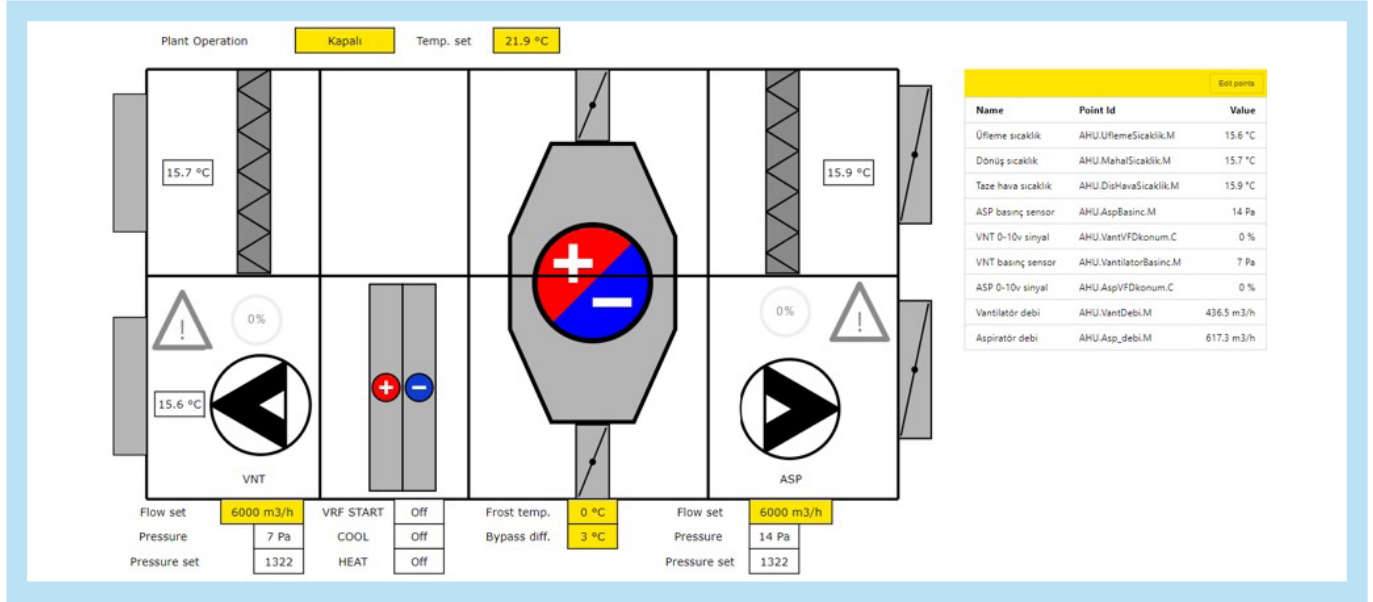 Plant Operation Kapalı Temp. set 21.9 °C
15.7 °C
15.9 °C
0%
!
0%
!
15.6 °C
VNT
ASP
Flow set 6000 m3/h VRF START Off Frost temp. 0 °C Flow set 6000 m3/h
Pressure 7 Pa COOL Off Bypass diff. 3 °C Pressure 14 Pa
Pressure set 1322 HEAT Off Pressure set 1322
Edit points
Name Point Id Value
Üfleme sıcaklık AHU.UflemeSicaklik.M 15.6 °C
Dönüş sıcaklık AHU.MahalSicaklik.M 15.7 °C
Taze hava sıcaklık AHU.DisHavaSicaklik.M 15.9 °C
ASP basınç sensor AHU.AspBasinc.M 14 Pa
VNT 0-10v sinyal AHU.VantVFDkonum.C 0 %
VNT basınç sensor AHU.VantilatorBasinc.M 7 Pa
ASP 0-10v sinyal AHU.AspVFDkonum.C 0 %
Vantilatör debi AHU.VantDebi.M 436.5 m3/h
Aspiratör debi AHU.Asp_debi.M 617.3 m3/h